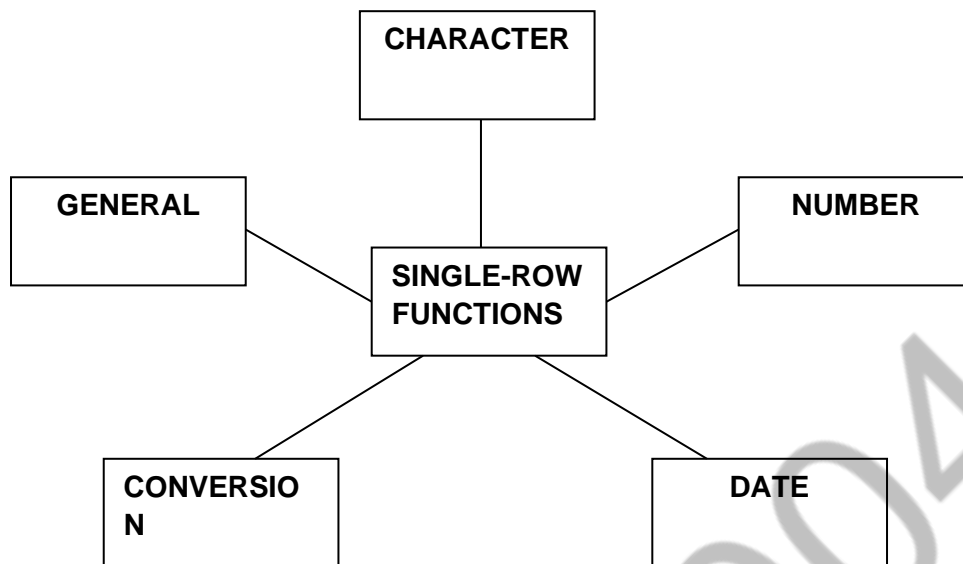 CHARACTER
GENERAL
NUMBER
SINGLE-ROW
FUNCTIONS
CONVERSIO
N
DATE